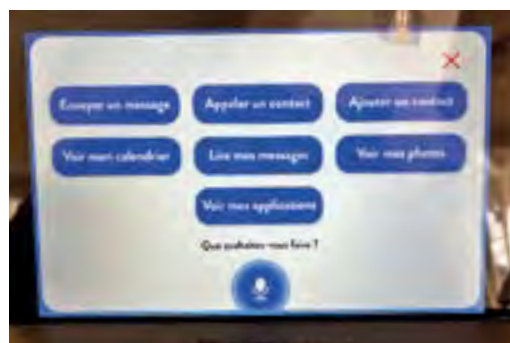 Envoyer un message
Appeler un contact
Ajouter un contact
Voir mon calendrier
Lire mes messages
Voir mes photos
Voir mes applications
Que souhaitez-vous faire ?